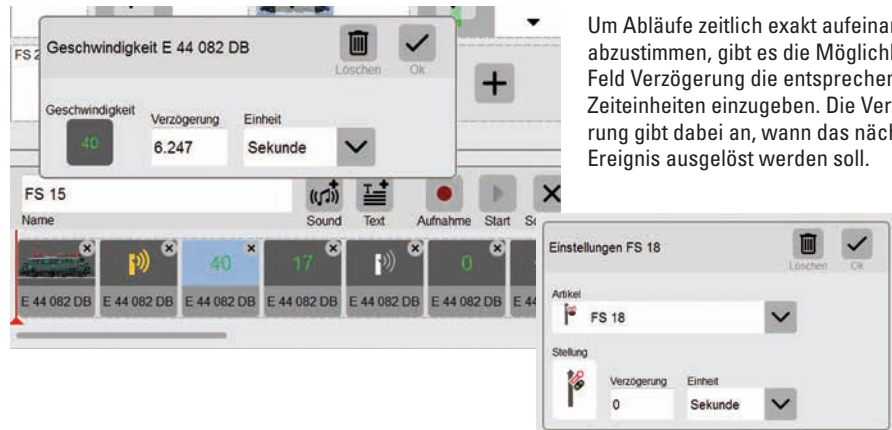 FS 2
Geschwindigkeit E 44 082 DB
Löschen
Ok
Geschwindigkeit
Verzögerung
Einheit
40
6.247
Sekunde
FS 15
Name
Sound
Text
Aufnahme
Start
40
17
0
E 44 082 DB
E 44 082 DB
E 44 082 DB
E 44 082 DB
E 44 082 DB
E 44 082 DB
E 44
Um Abläufe zeitlich exakt aufeinan
abzustimmen, gibt es die Möglichk
Feld Verzögerung die entsprechen
Zeiteinheiten einzugeben. Die Ver
rung gibt dabei an, wann das näch
Ereignis ausgelöst werden soll.
Einstellungen FS 18
Löschen
Ok
Artikel
FS 18
Stellung
Verzögerung
Einheit
0
Sekunde